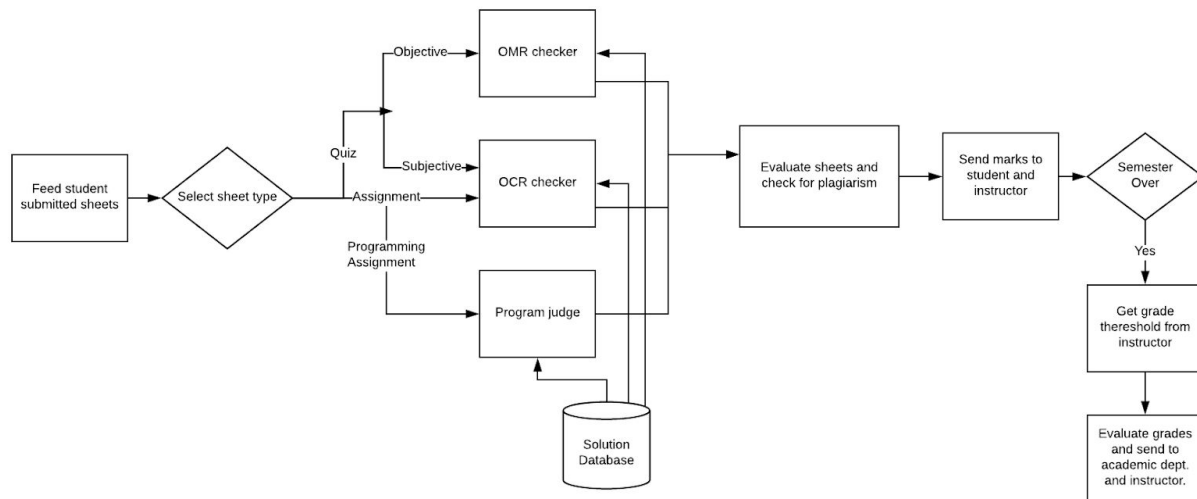 Feed student
submitted sheets
Select sheet type
Quiz
Objective
Subjective
Assignment
Programming
Assignment
OMR checker
OCR checker
Program judge
Solution
Database
Evaluate sheets and
check for plagiarism
Send marks to
student and
instructor
Semester
Over
Yes
Get grade
thereshold from
instructor
Evaluate grades
and send to
academic dept.
and instructor.